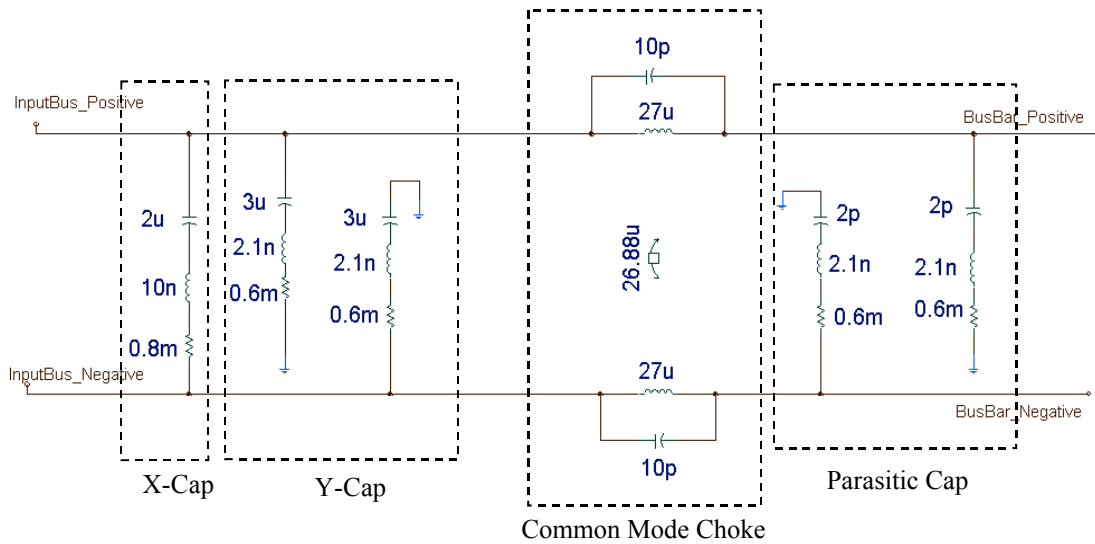 10p
InputBus_Positive
27u
BusBar_Positive
3u
2u
3u
2p
2p
2.1n
2.1n
26.88u
2.1n
2.1n
10n
0.6m
0.6m
0.6m
0.6m
0.8m
InputBus_Negative
27u
BusBar_Negative
10p
X-Cap
Y-Cap
Parasitic Cap
Common Mode Choke